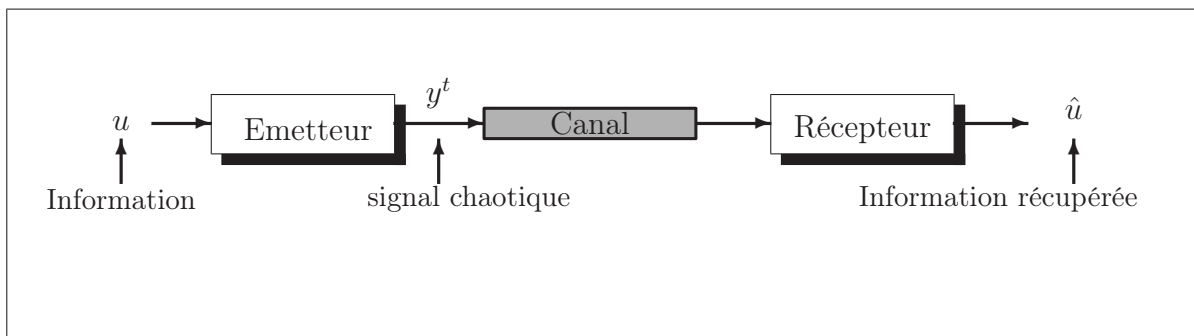 u
Emetteur
y^t
Canal
Récepteur
û
Information
signal chaotique
Information récupérée